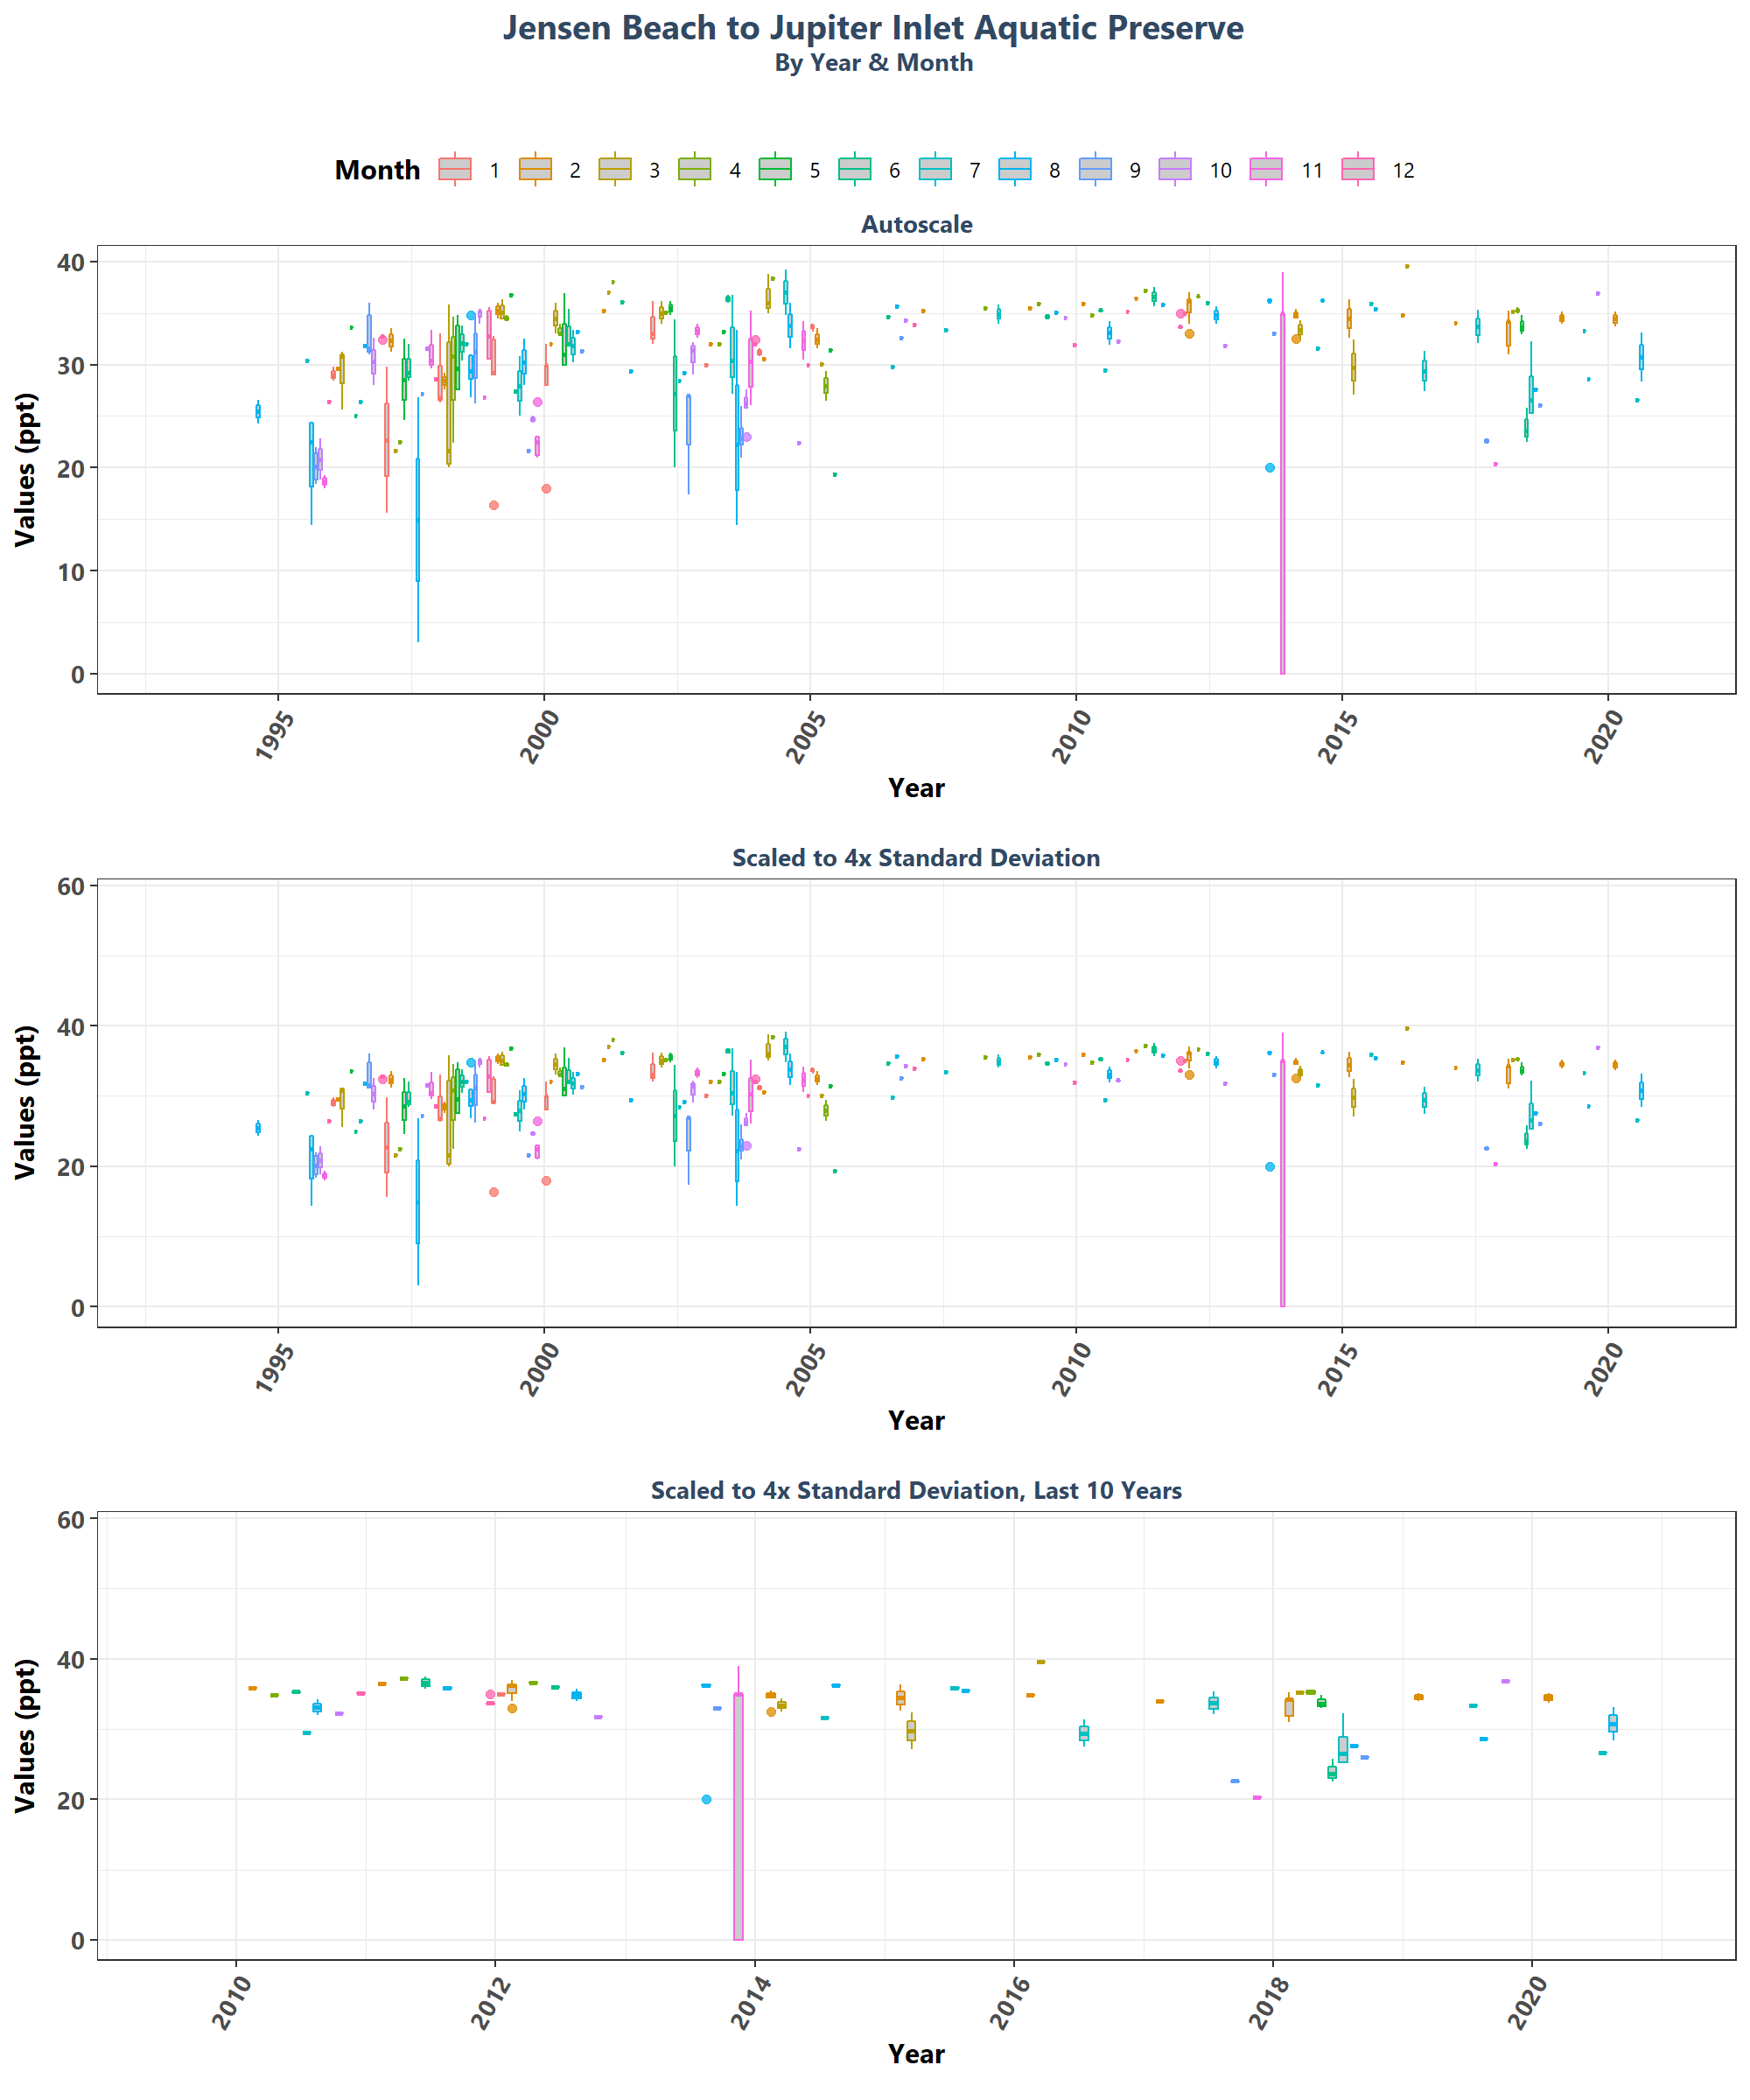 Jensen Beach to Jupiter Inlet Aquatic Preserve
By Year & Month
Month 1 2 3 4 5 6 7 8 9 10 11 12
Autoscale
Values (ppt)
40
30
20
10
0
1995 2000 2005 2010 2015 2020
Year
Scaled to 4x Standard Deviation
Values (ppt)
60
40
20
0
1995 2000 2005 2010 2015 2020
Year
Scaled to 4x Standard Deviation, Last 10 Years
Values (ppt)
60
40
20
0
2010 2012 2014 2016 2018 2020
Year